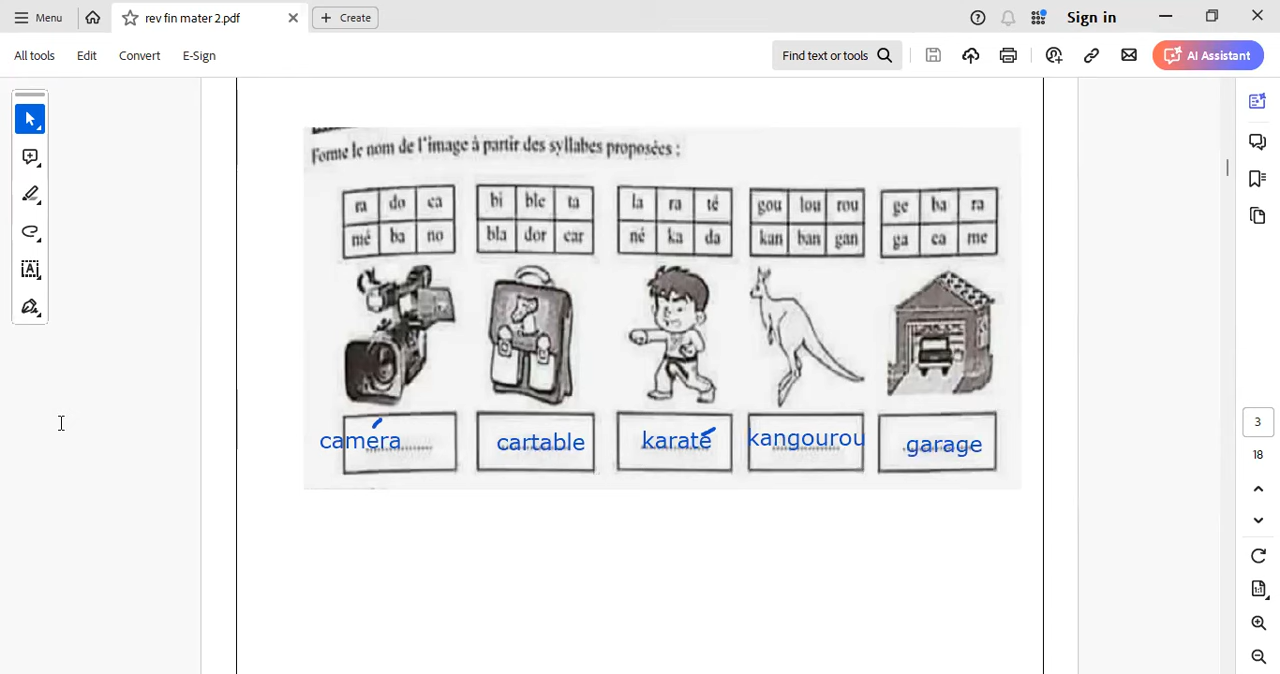 Menu
rev fin mater 2.pdf
Create
Sign in
All tools
Edit
Convert
E-Sign
Find text or tools
AI Assistant
Forme le nom de l'image à partir des syllabes proposées :
ra do ca
mé ba no
bi ble ta
bla dor car
la ra té
né ka da
gou lou rou
kan ban gan
ge ba ra
ga ca me
caméra
cartable
karaté
kangourou
garage
3
18